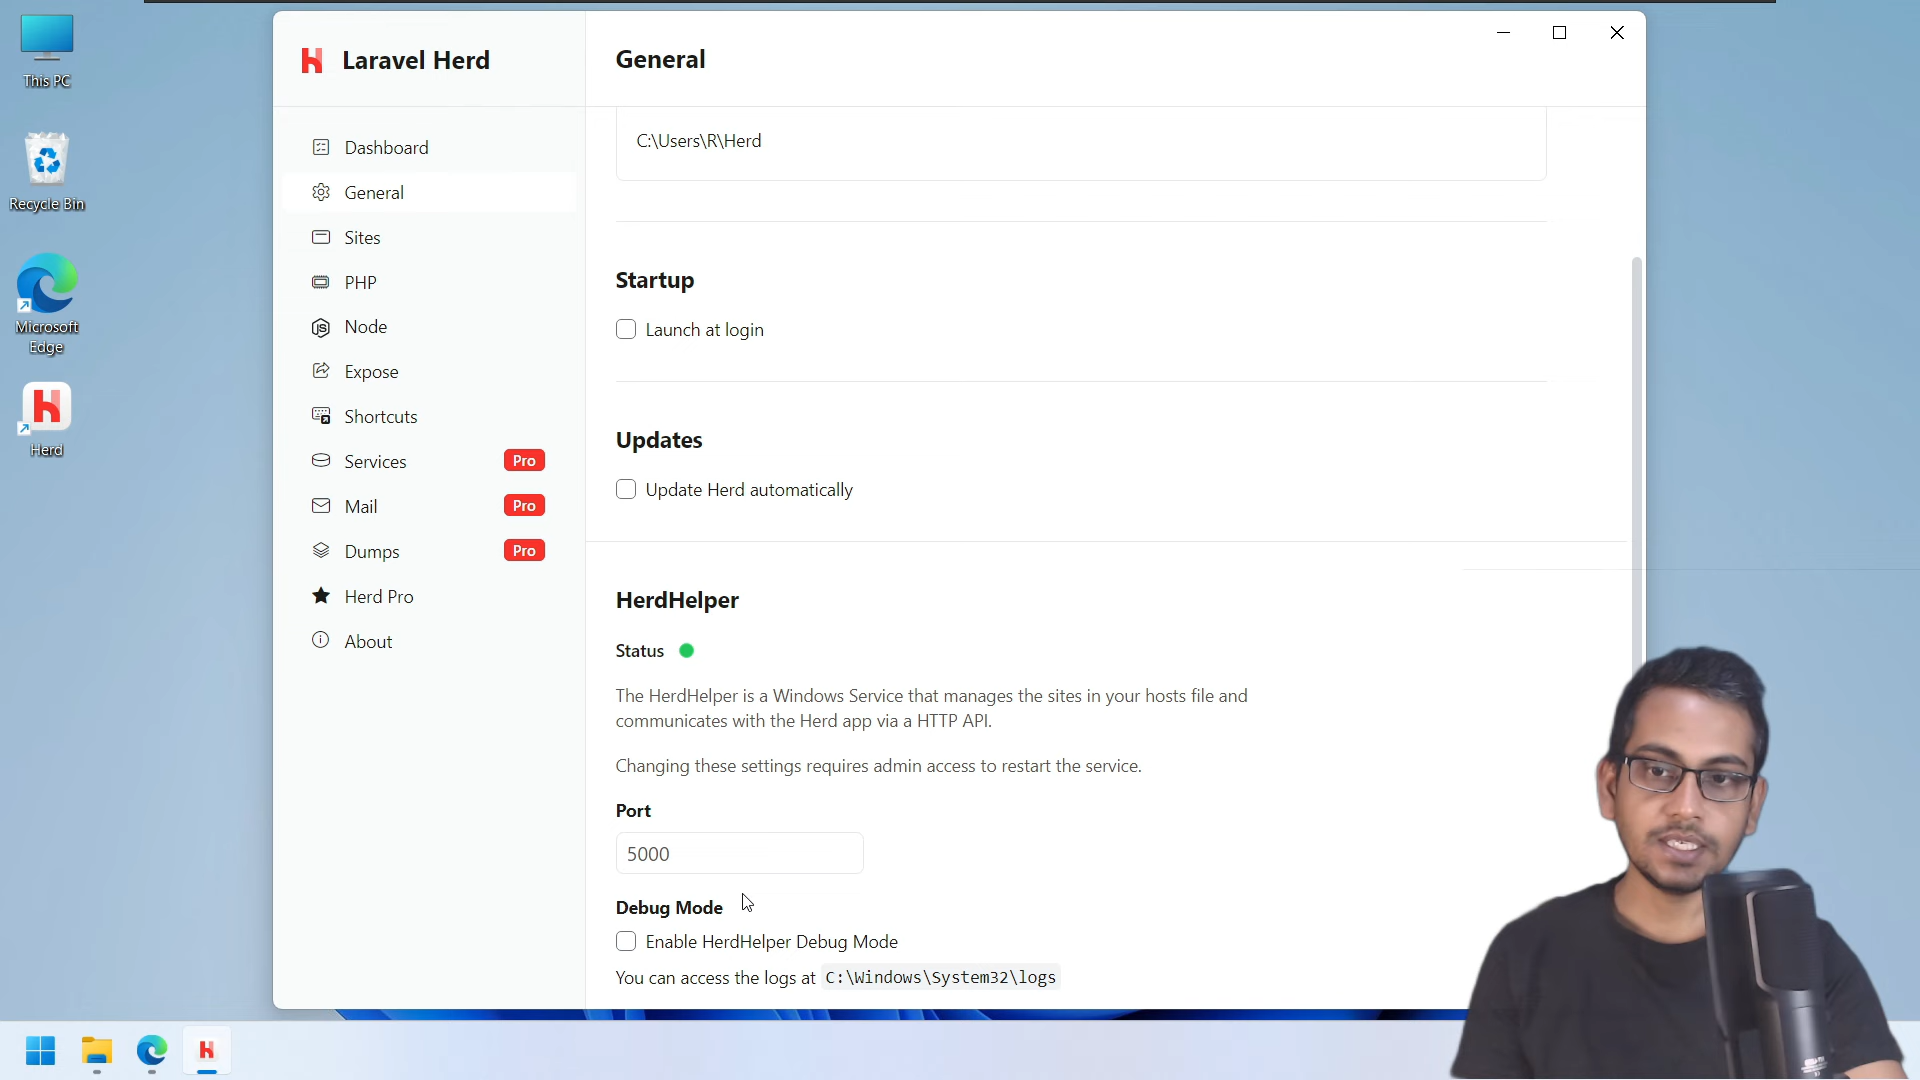 This PC
Recycle Bin
Microsoft
Edge
Herd
Laravel Herd
Dashboard
General
Sites
PHP
Node
Expose
Shortcuts
Services Pro
Mail Pro
Dumps Pro
Herd Pro
About
General
C:\Users\R\Herd
Startup
Launch at login
Updates
Update Herd automatically
HerdHelper
Status
The HerdHelper is a Windows Service that manages the sites in your hosts file and
communicates with the Herd app via a HTTP API.
Changing these settings requires admin access to restart the service.
Port
5000
Debug Mode
Enable HerdHelper Debug Mode
You can access the logs at C:\Windows\System32\logs